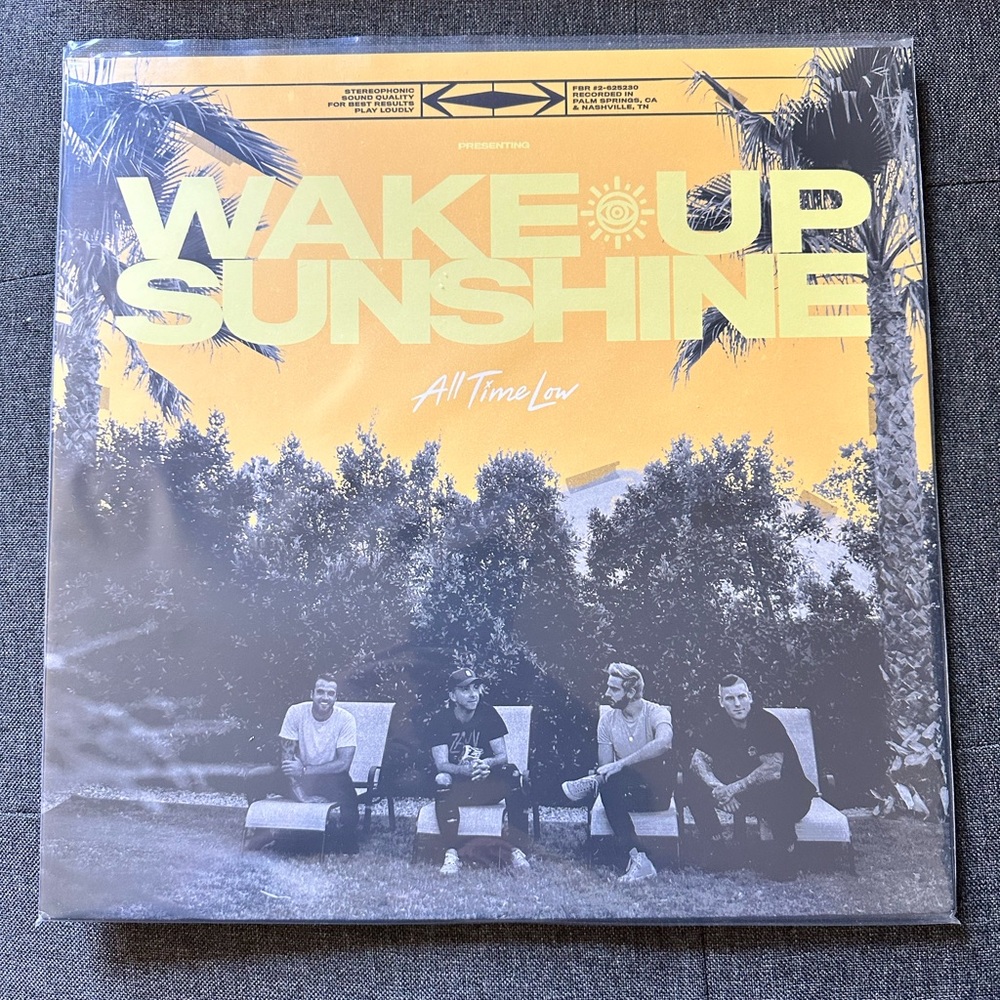 STEREOPHONIC
SOUND QUALITY
FOR BEST RESULTS
PLAY LOUDLY
FBR #2-625230
RECORDED IN
PALM SPRINGS, CA
& NASHVILLE, TN
PRESENTING
WAKE UP
SUNSHINE
All Time Low